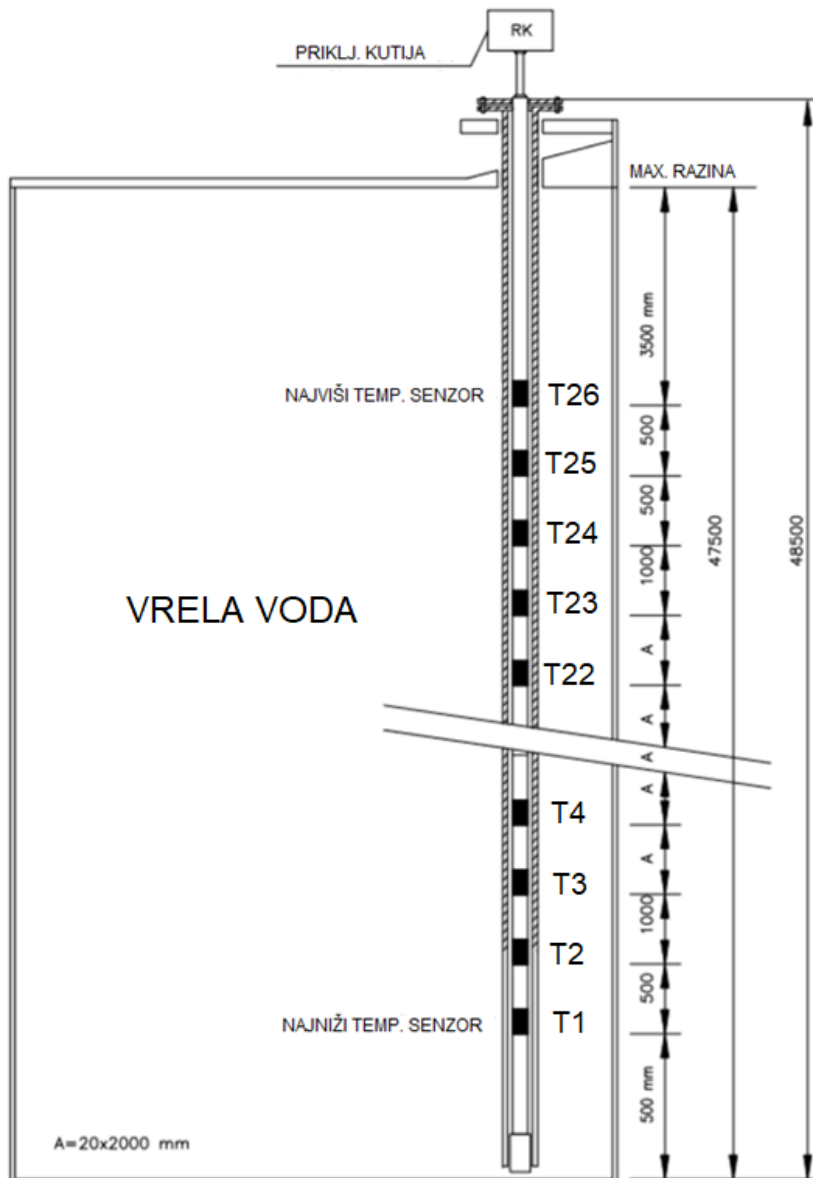 RK
PRIKLJ. KUTIJA
MAX. RAZINA
3500 mm
NAJVIŠI TEMP. SENZOR
T26
500
T25
500
T24
47500
48500
1000
VRELA VODA
T23
A
T22
A
A
A
T4
A
T3
1000
T2
500
NAJNIŽI TEMP. SENZOR
T1
500 mm
A=20x2000 mm